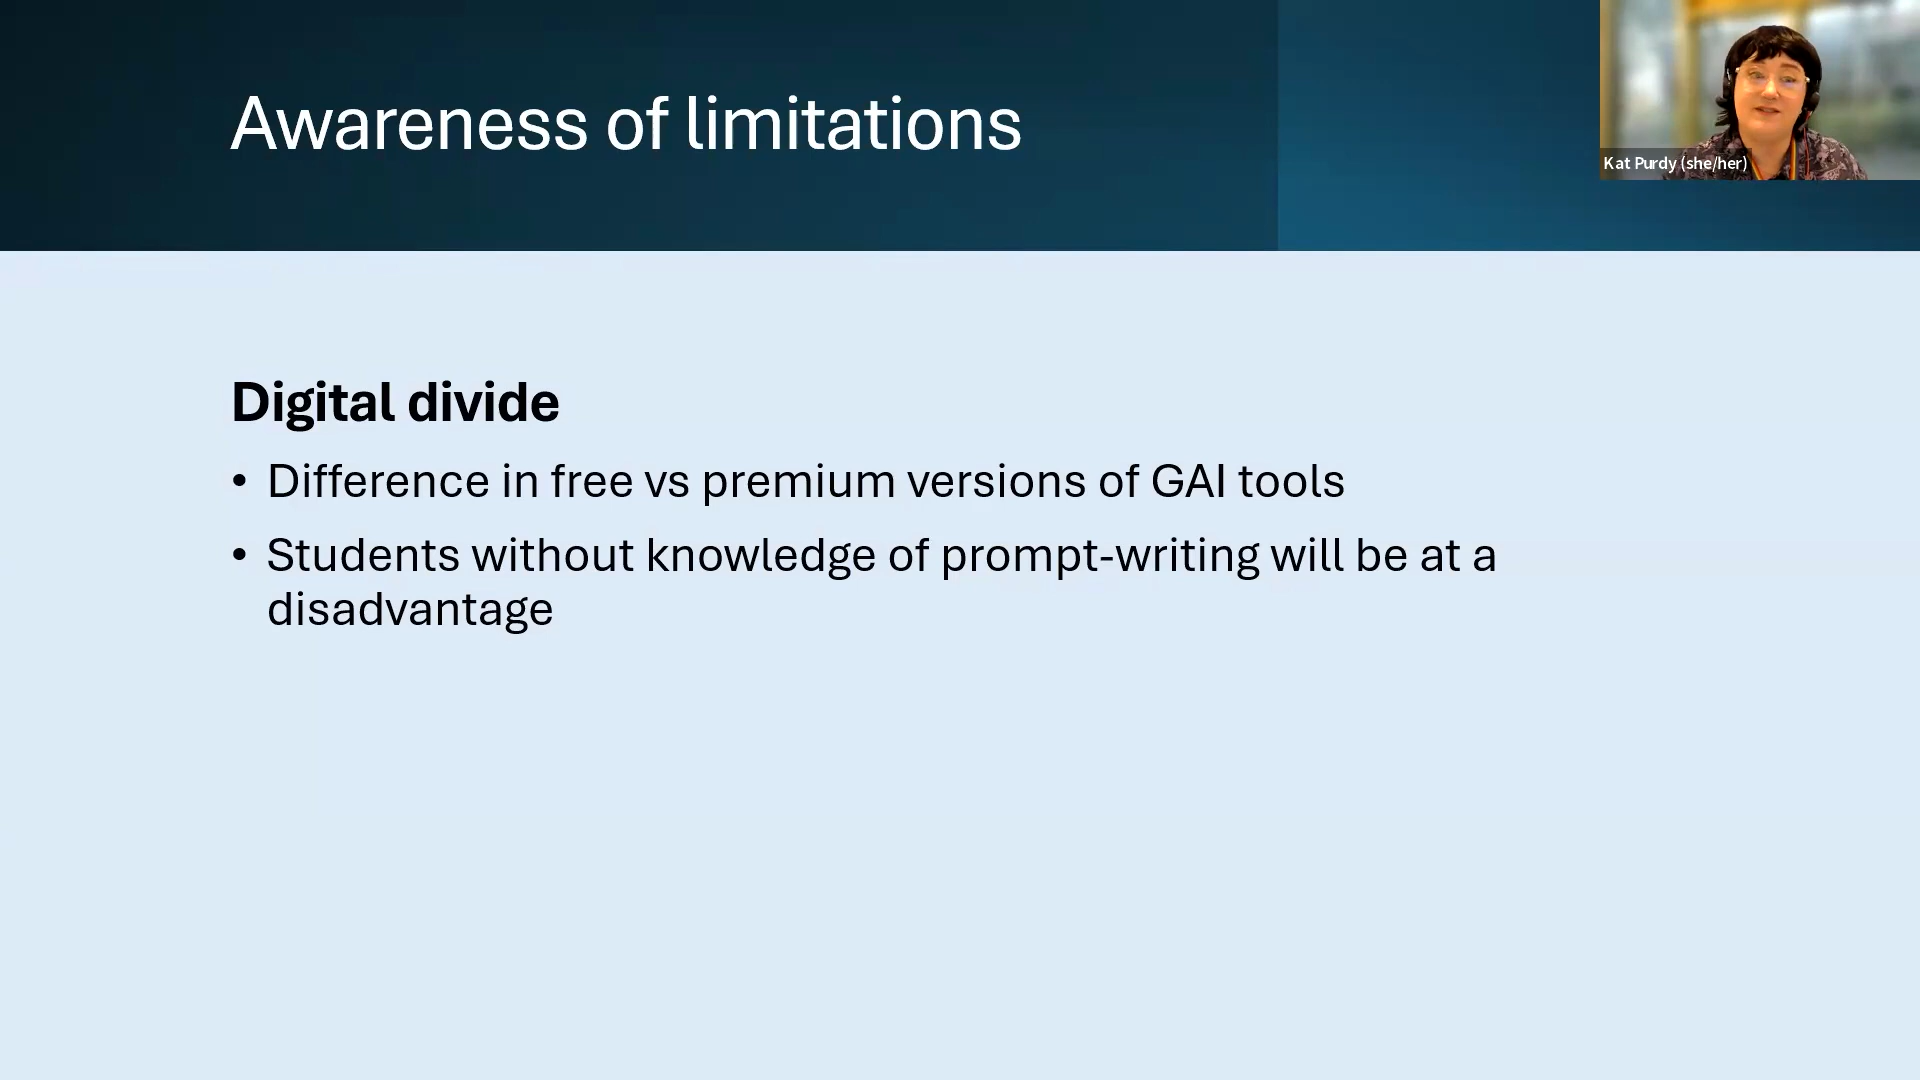 Awareness of limitations
Kat Purdy (she/her)
Digital divide
• Difference in free vs premium versions of GAI tools
• Students without knowledge of prompt-writing will be at a
disadvantage